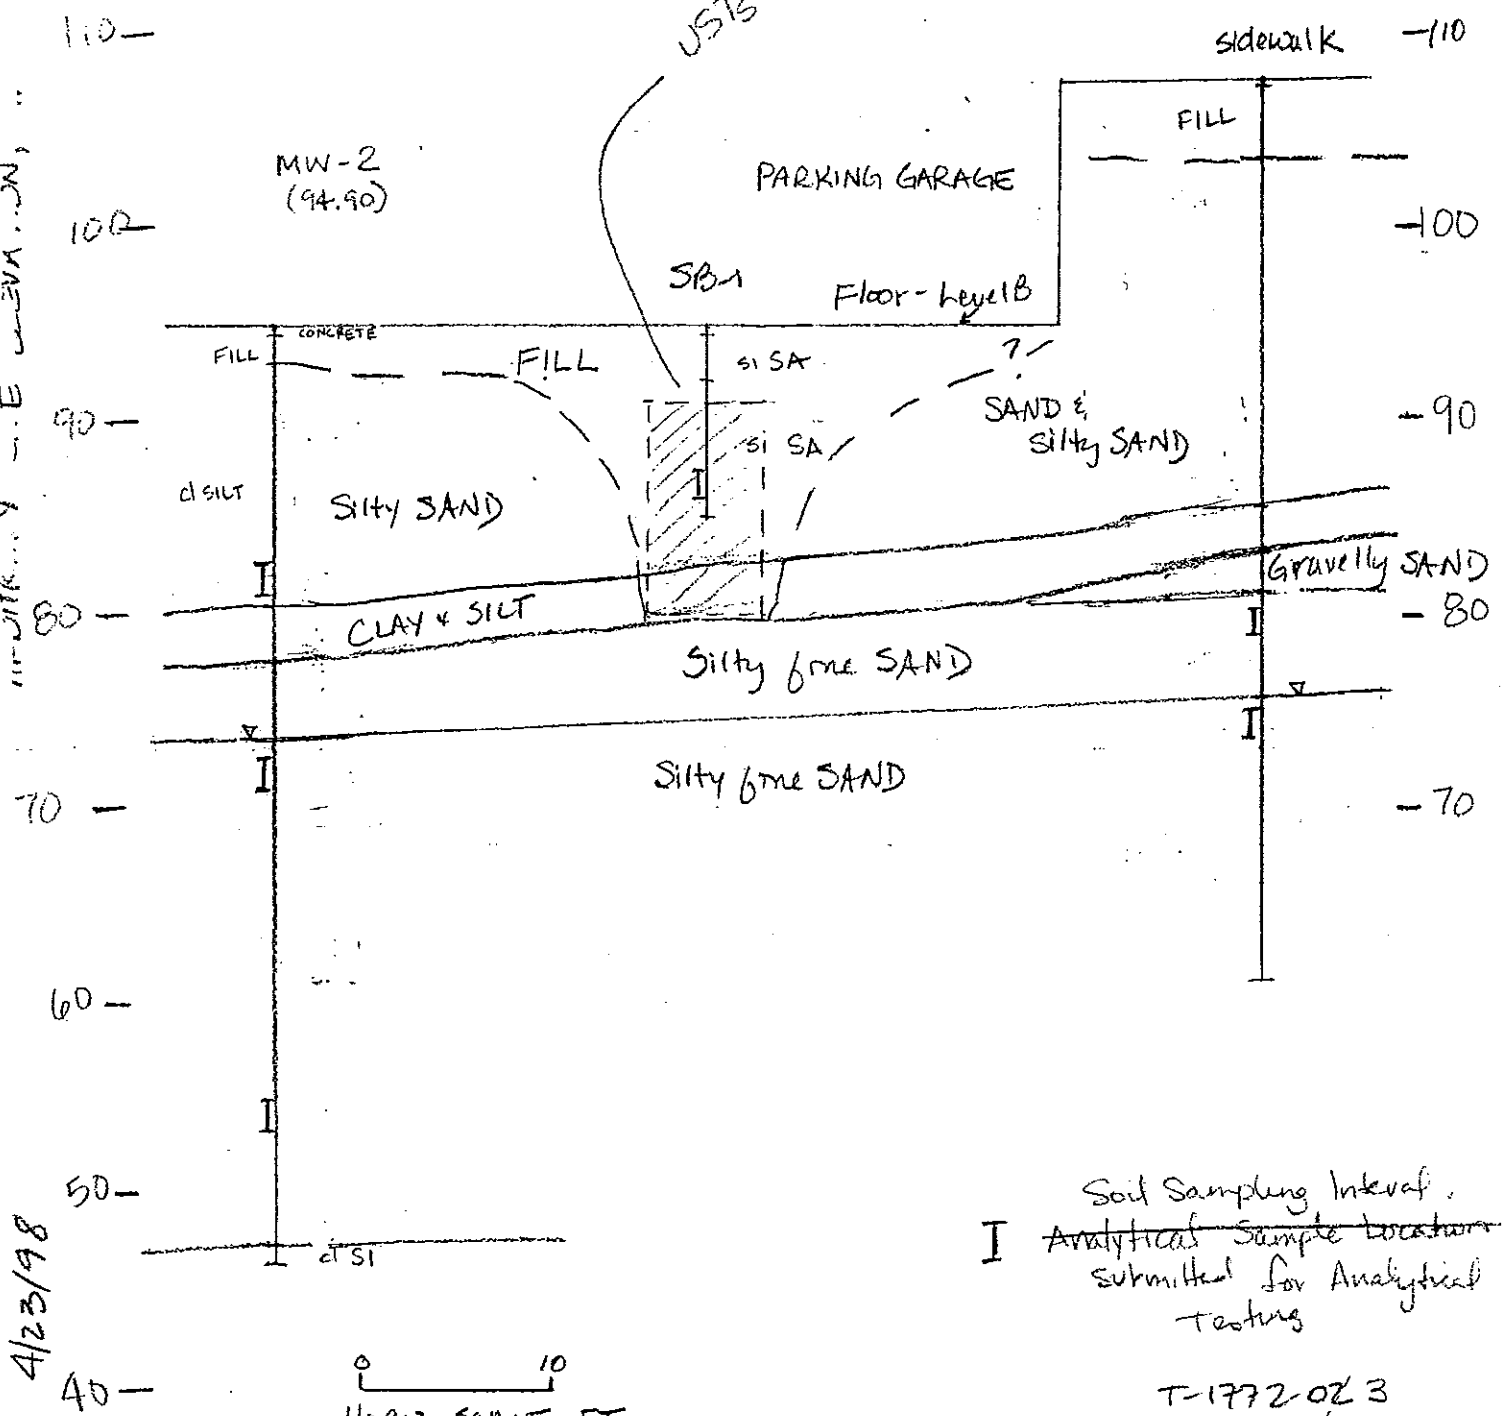 110—
USTs
sidewalk
—110
FILL
MW-2
(94.90)
PARKING GARAGE
100—
—100
SB-1
Floor - Level B
CONCRETE
FILL
FILL
si SA
?
90—
SAND &
Silty SAND
—90
si SA
cl SILT
Silty SAND
Gravelly SAND
80—
CLAY & SILT
—80
Silty fine SAND
Silty fine SAND
70—
—70
60—
50—
Soil Sampling Interval
I Analytical Sample Location
submitted for Analytical
Testing
cl SI
4/23/98
0 10
40—
T-1772-02 3